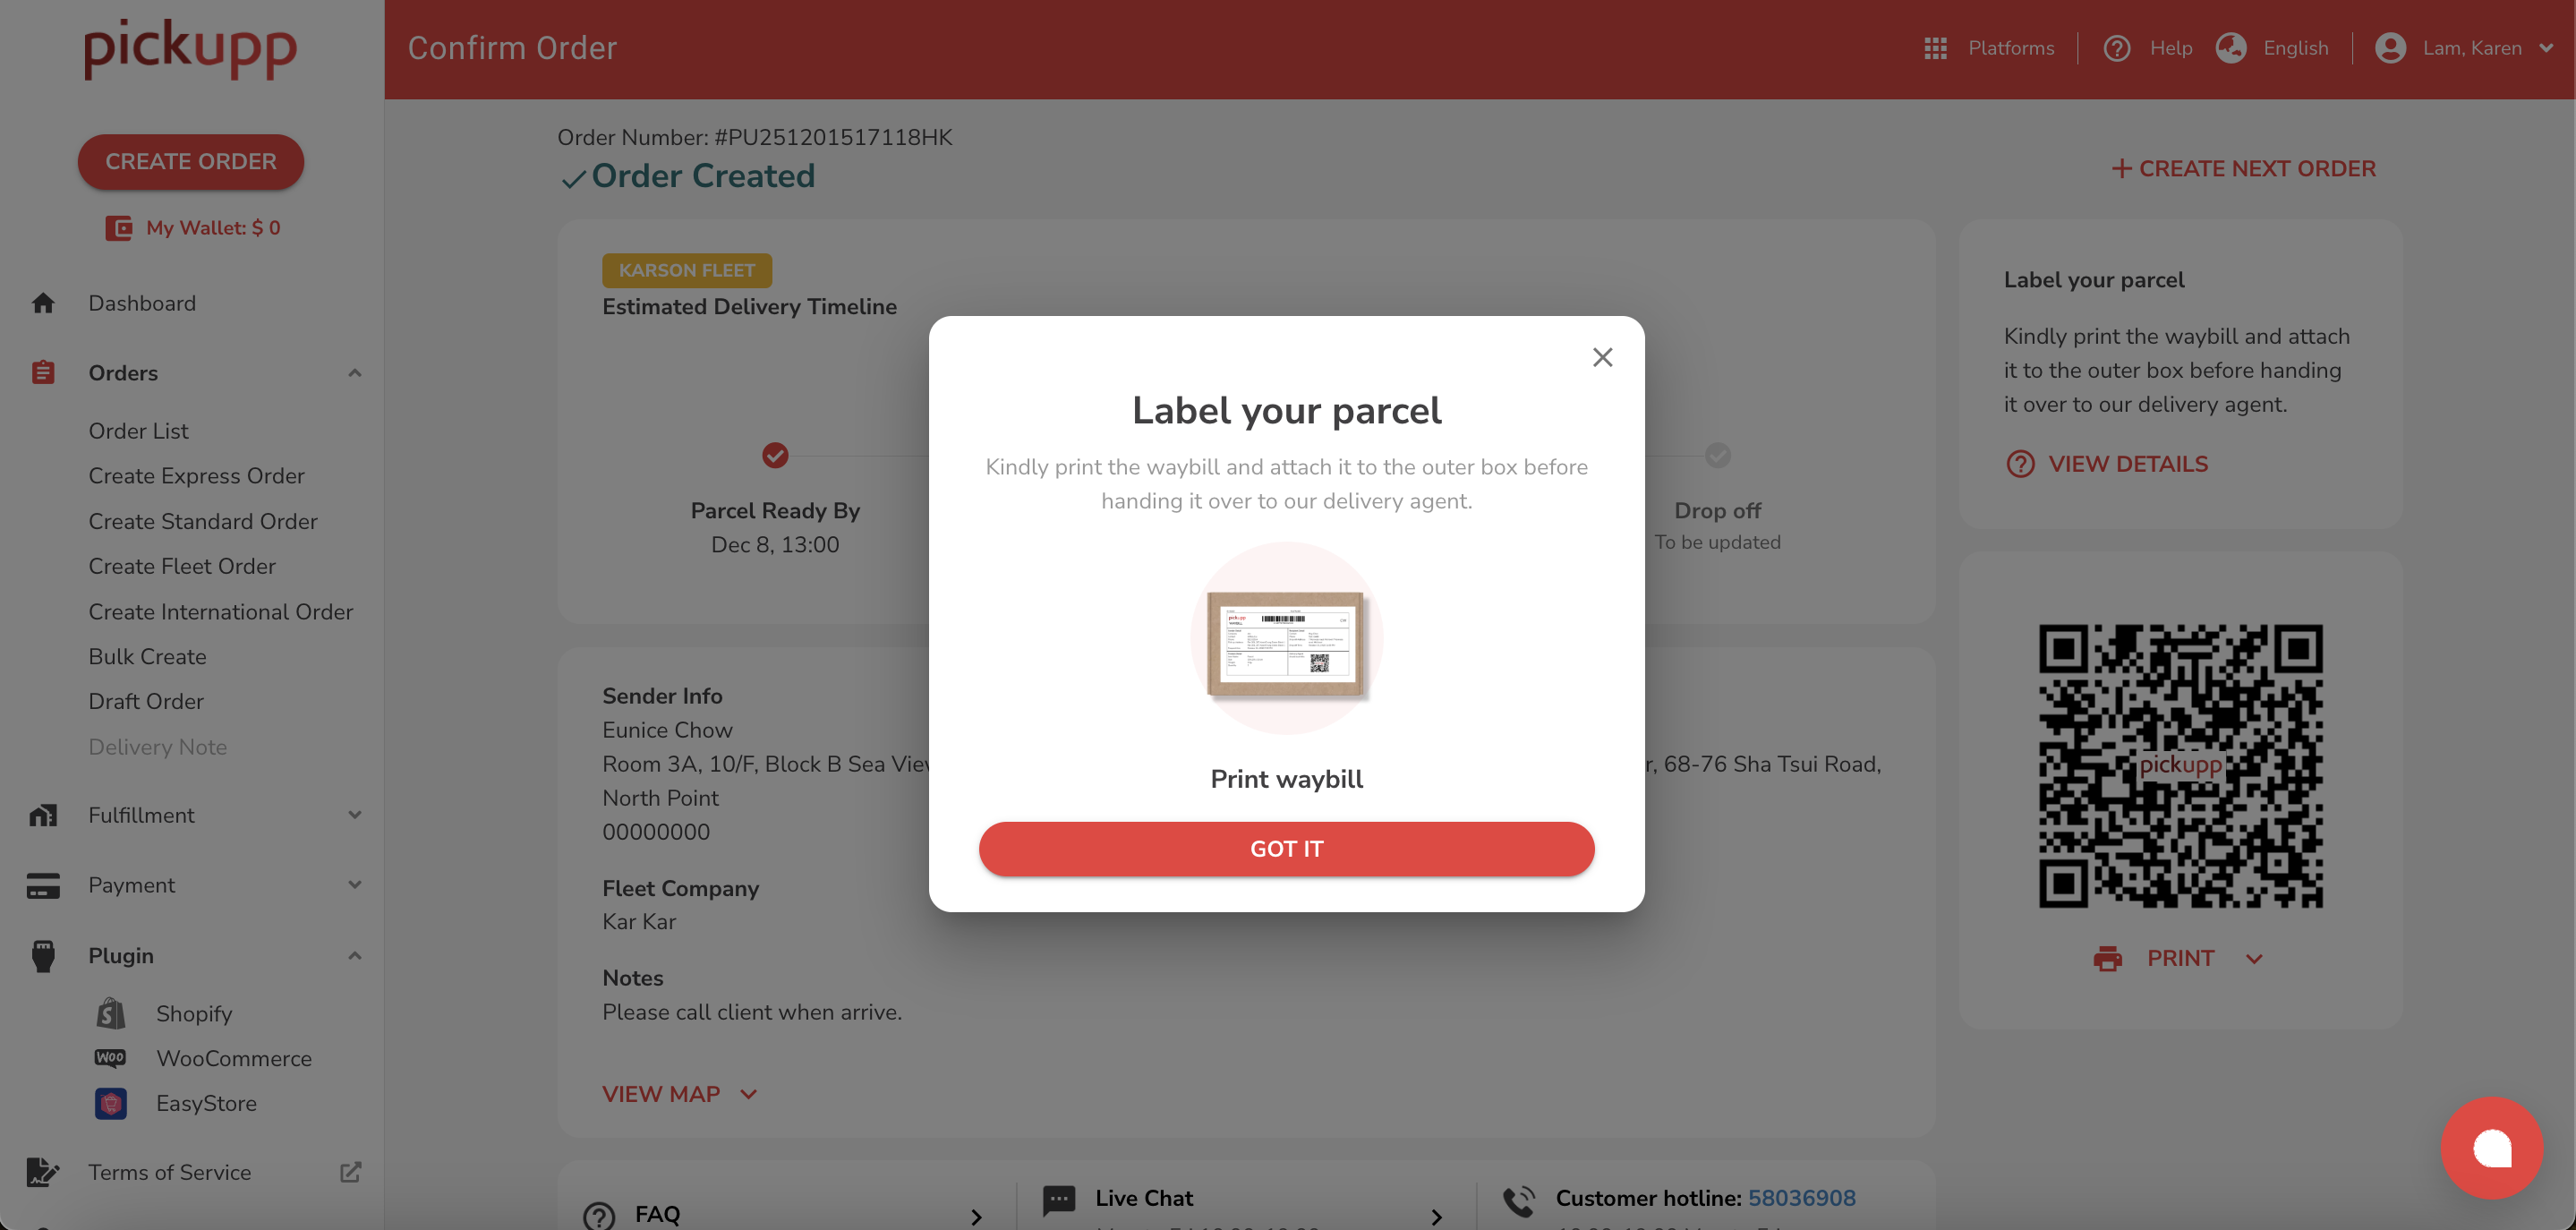 pickupp
Confirm Order
Platforms
Help
English
Lam, Karen
CREATE ORDER
My Wallet: $ 0
Dashboard
Orders
Order List
Create Express Order
Create Standard Order
Create Fleet Order
Create International Order
Bulk Create
Draft Order
Delivery Note
Fulfillment
Payment
Plugin
Shopify
WooCommerce
EasyStore
Terms of Service
Order Number: #PU251201517118HK
Order Created
CREATE NEXT ORDER
KARSON FLEET
Estimated Delivery Timeline
Parcel Ready By
Dec 8, 13:00
Drop off
To be updated
Sender Info
Eunice Chow
Room 3A, 10/F, Block B Sea View
North Point
00000000
68-76 Sha Tsui Road,
Fleet Company
Kar Kar
Notes
Please call client when arrive.
VIEW MAP
Label your parcel
Kindly print the waybill and attach it to the outer box before
handing it over to our delivery agent.
pickupp
Print waybill
GOT IT
Label your parcel
Kindly print the waybill and attach
it to the outer box before handing
it over to our delivery agent.
VIEW DETAILS
pickupp
PRINT
FAQ
Live Chat
Customer hotline: 58036908